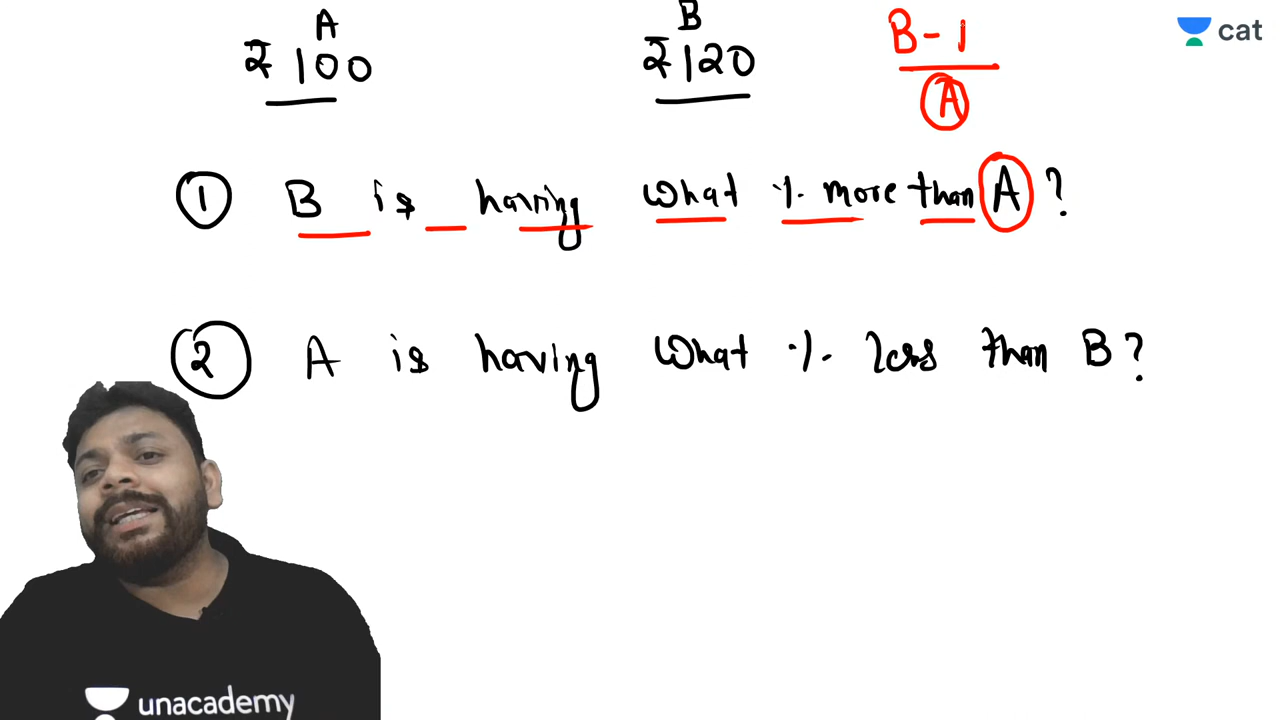 A B B - 1 cat
₹ 100 ₹ 120 A
1 B is having what % more than A ?
2 A is having what % less than B ?
unacademy